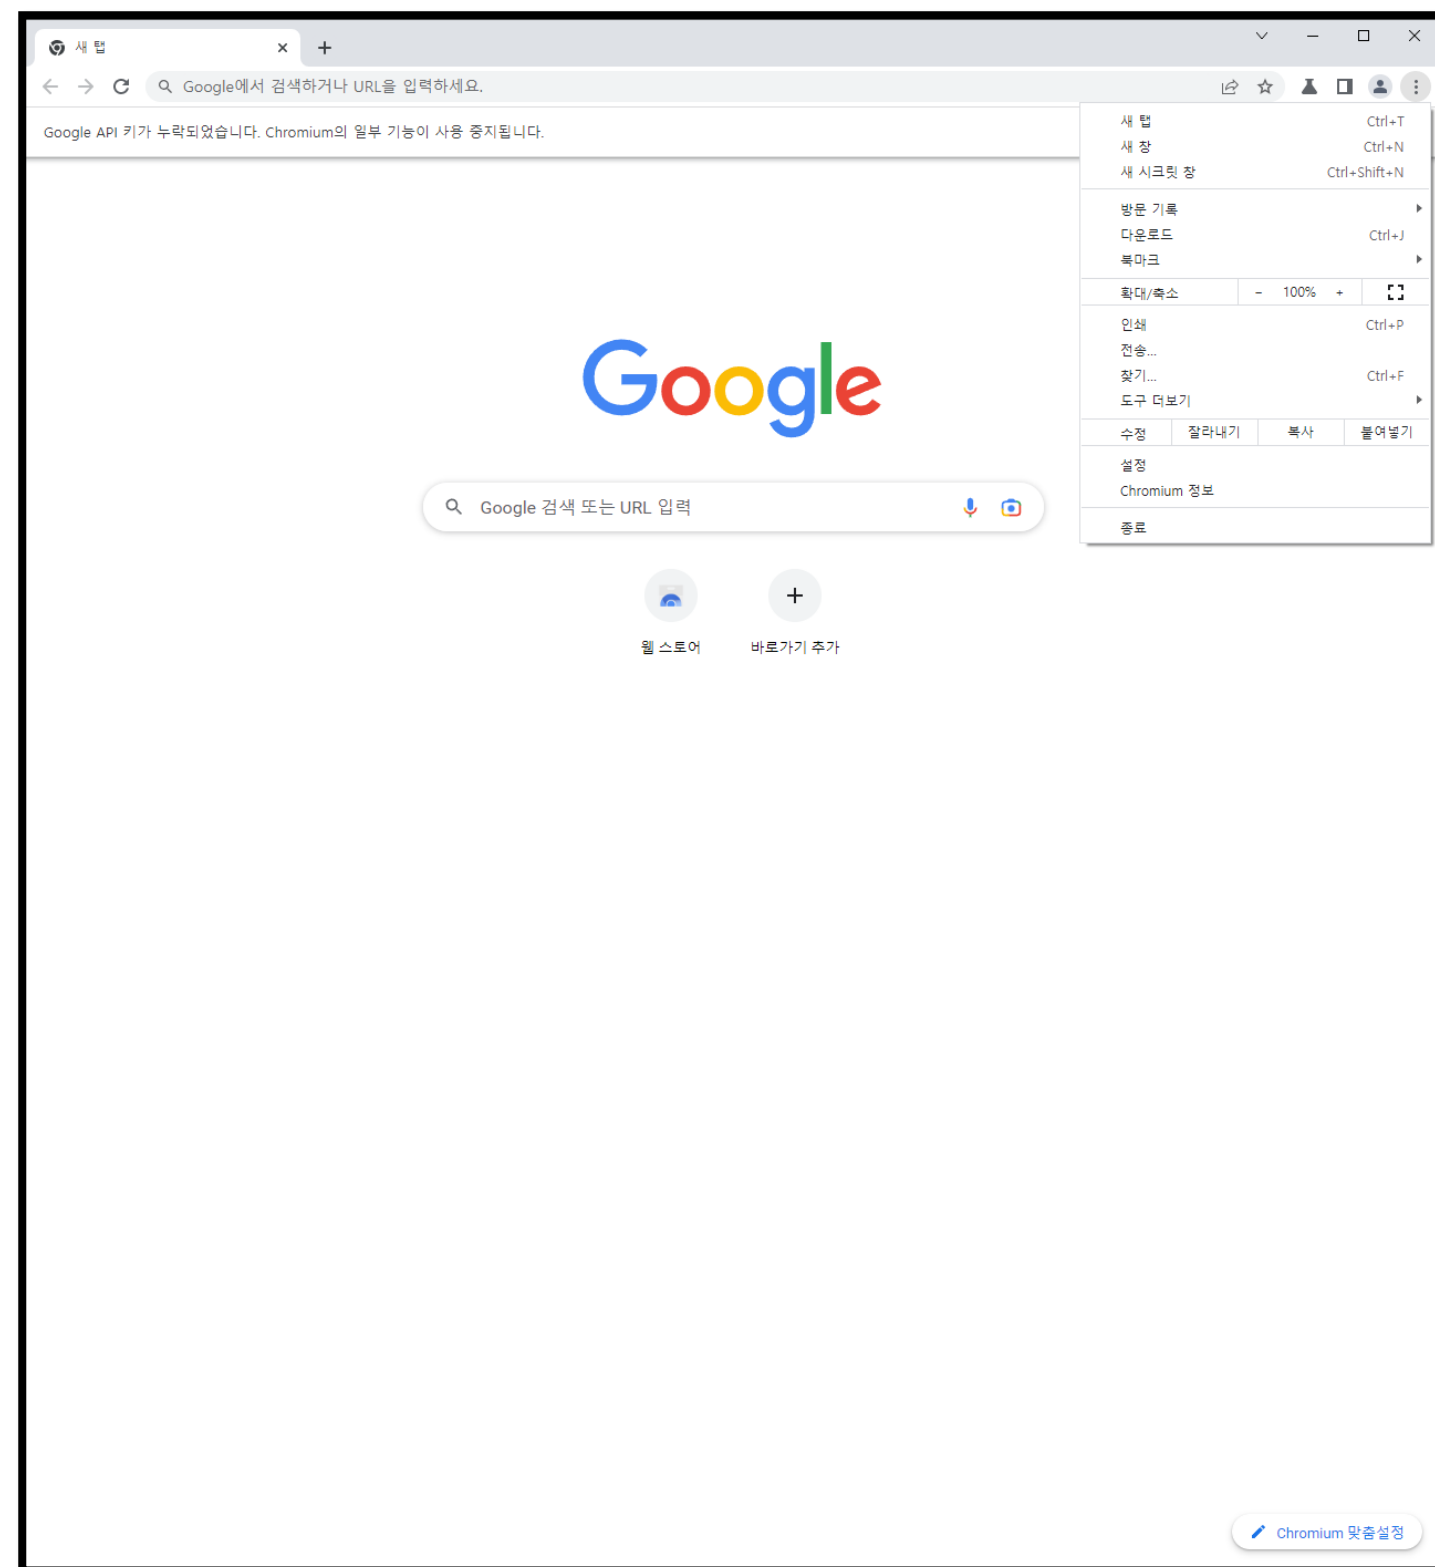 새 탭
Google에서 검색하거나 URL을 입력하세요.
Google API 키가 누락되었습니다. Chromium의 일부 기능이 사용 중지됩니다.
새 탭 Ctrl+T
새 창 Ctrl+N
새 시크릿 창 Ctrl+Shift+N
방문 기록
다운로드 Ctrl+J
북마크
확대/축소 - 100% +
인쇄 Ctrl+P
전송...
찾기... Ctrl+F
도구 더보기
수정 잘라내기 복사 붙여넣기
설정
Chromium 정보
종료
Google
Google 검색 또는 URL 입력
웹 스토어 바로가기 추가
Chromium 맞춤설정